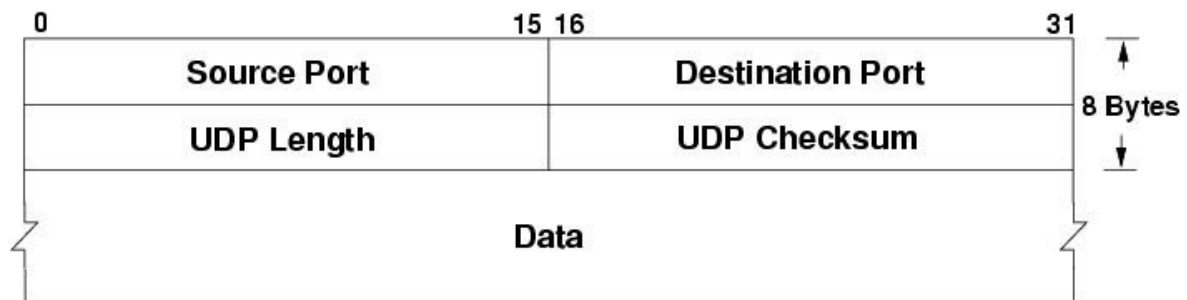 0 15 16 31
Source Port Destination Port
8 Bytes
UDP Length UDP Checksum
Data